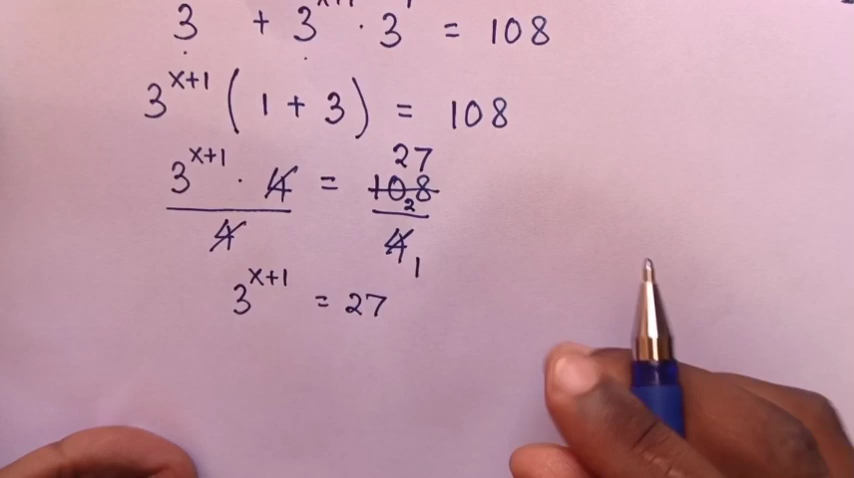 3 + 3^x+1 · 3 = 108
3^x+1 (1 + 3) = 108
3^x+1 · 4 = 27
108 2
4 4 1
3^x+1 = 27